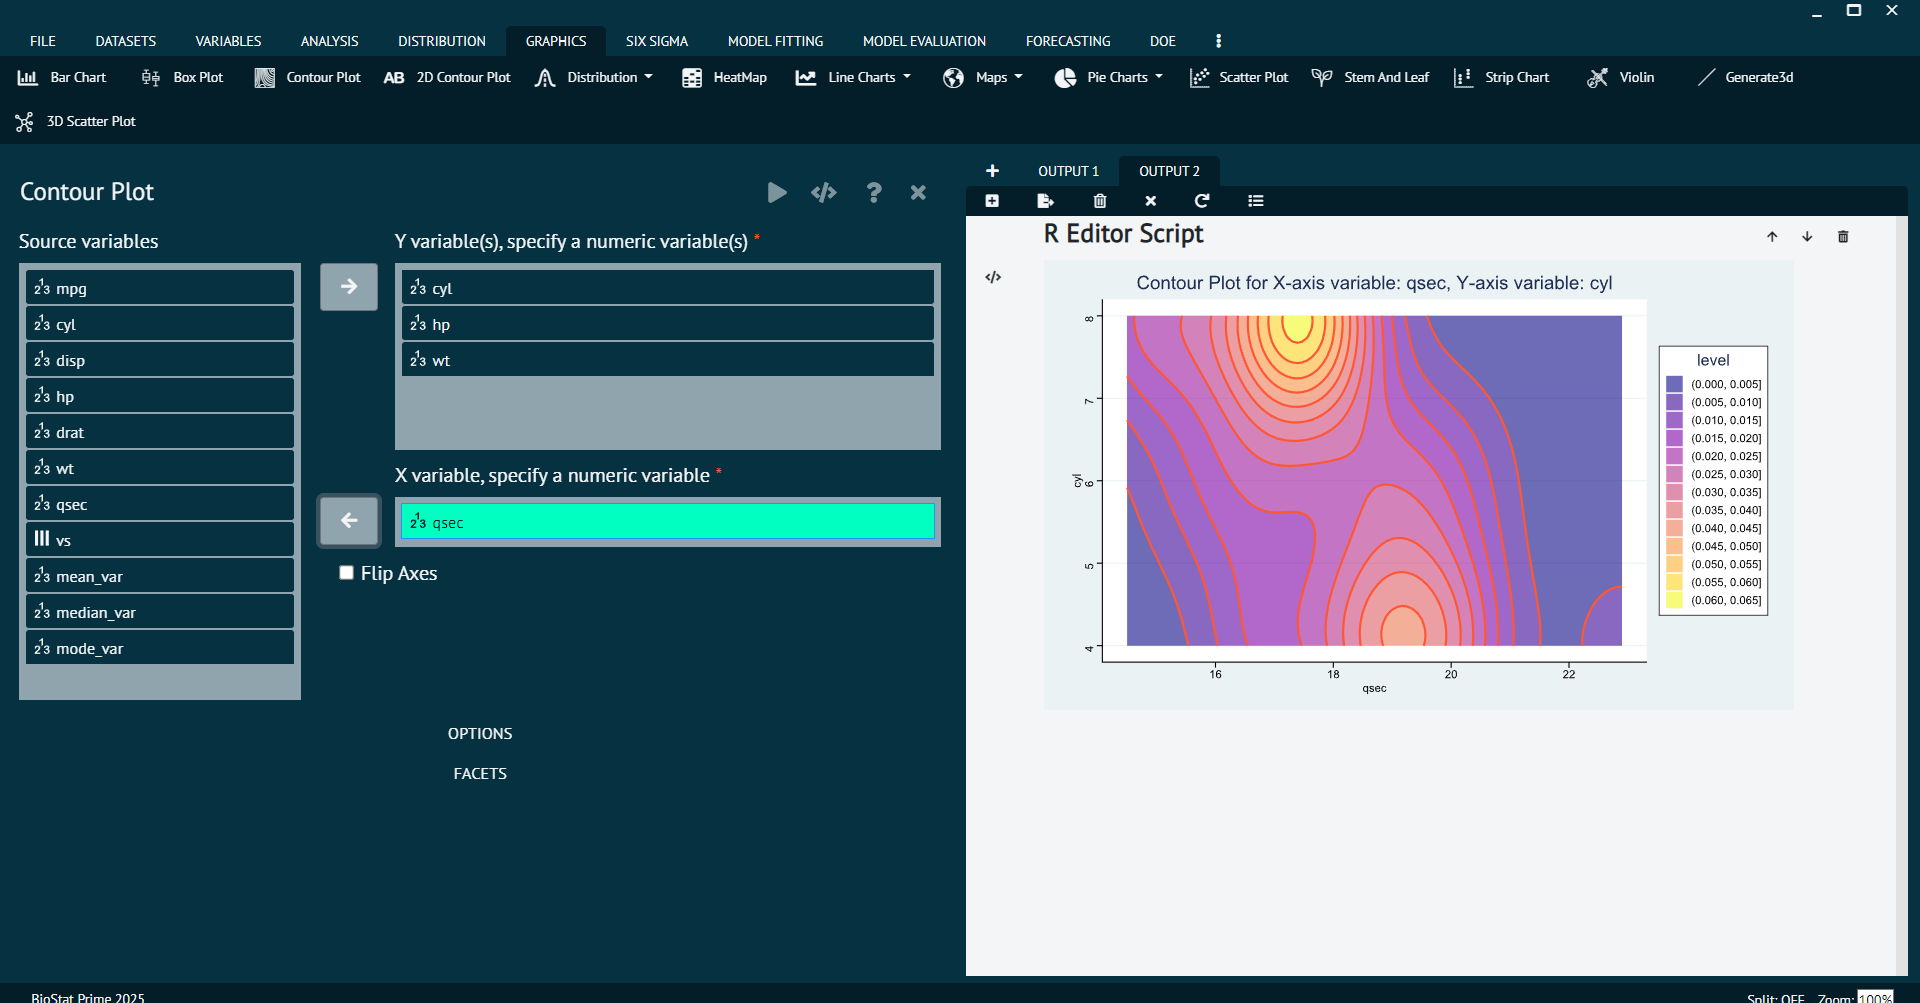 FILE DATASETS VARIABLES ANALYSIS DISTRIBUTION GRAPHICS SIX SIGMA MODEL FITTING MODEL EVALUATION FORECASTING DOE
Bar Chart Box Plot Contour Plot AB 2D Contour Plot Distribution HeatMap Line Charts Maps Pie Charts Scatter Plot Stem And Leaf Strip Chart Violin Generate3d
3D Scatter Plot
Contour Plot
Source variables
mpg
cyl
disp
hp
drat
wt
qsec
vs
mean_var
median_var
mode_var
Y variable(s), specify a numeric variable(s) *
cyl
hp
wt
X variable, specify a numeric variable *
qsec
Flip Axes
OPTIONS
FACETS
OUTPUT 1 OUTPUT 2
R Editor Script
Contour Plot for X-axis variable: qsec, Y-axis variable: cyl
8
7
6
5
4
cyl
16 18 20 22
qsec
level
(0.000, 0.005]
(0.005, 0.010]
(0.010, 0.015]
(0.015, 0.020]
(0.020, 0.025]
(0.025, 0.030]
(0.030, 0.035]
(0.035, 0.040]
(0.040, 0.045]
(0.045, 0.050]
(0.050, 0.055]
(0.055, 0.060]
(0.060, 0.065]
BioStat Prime 2025
Split: OFF Zoom: 100%